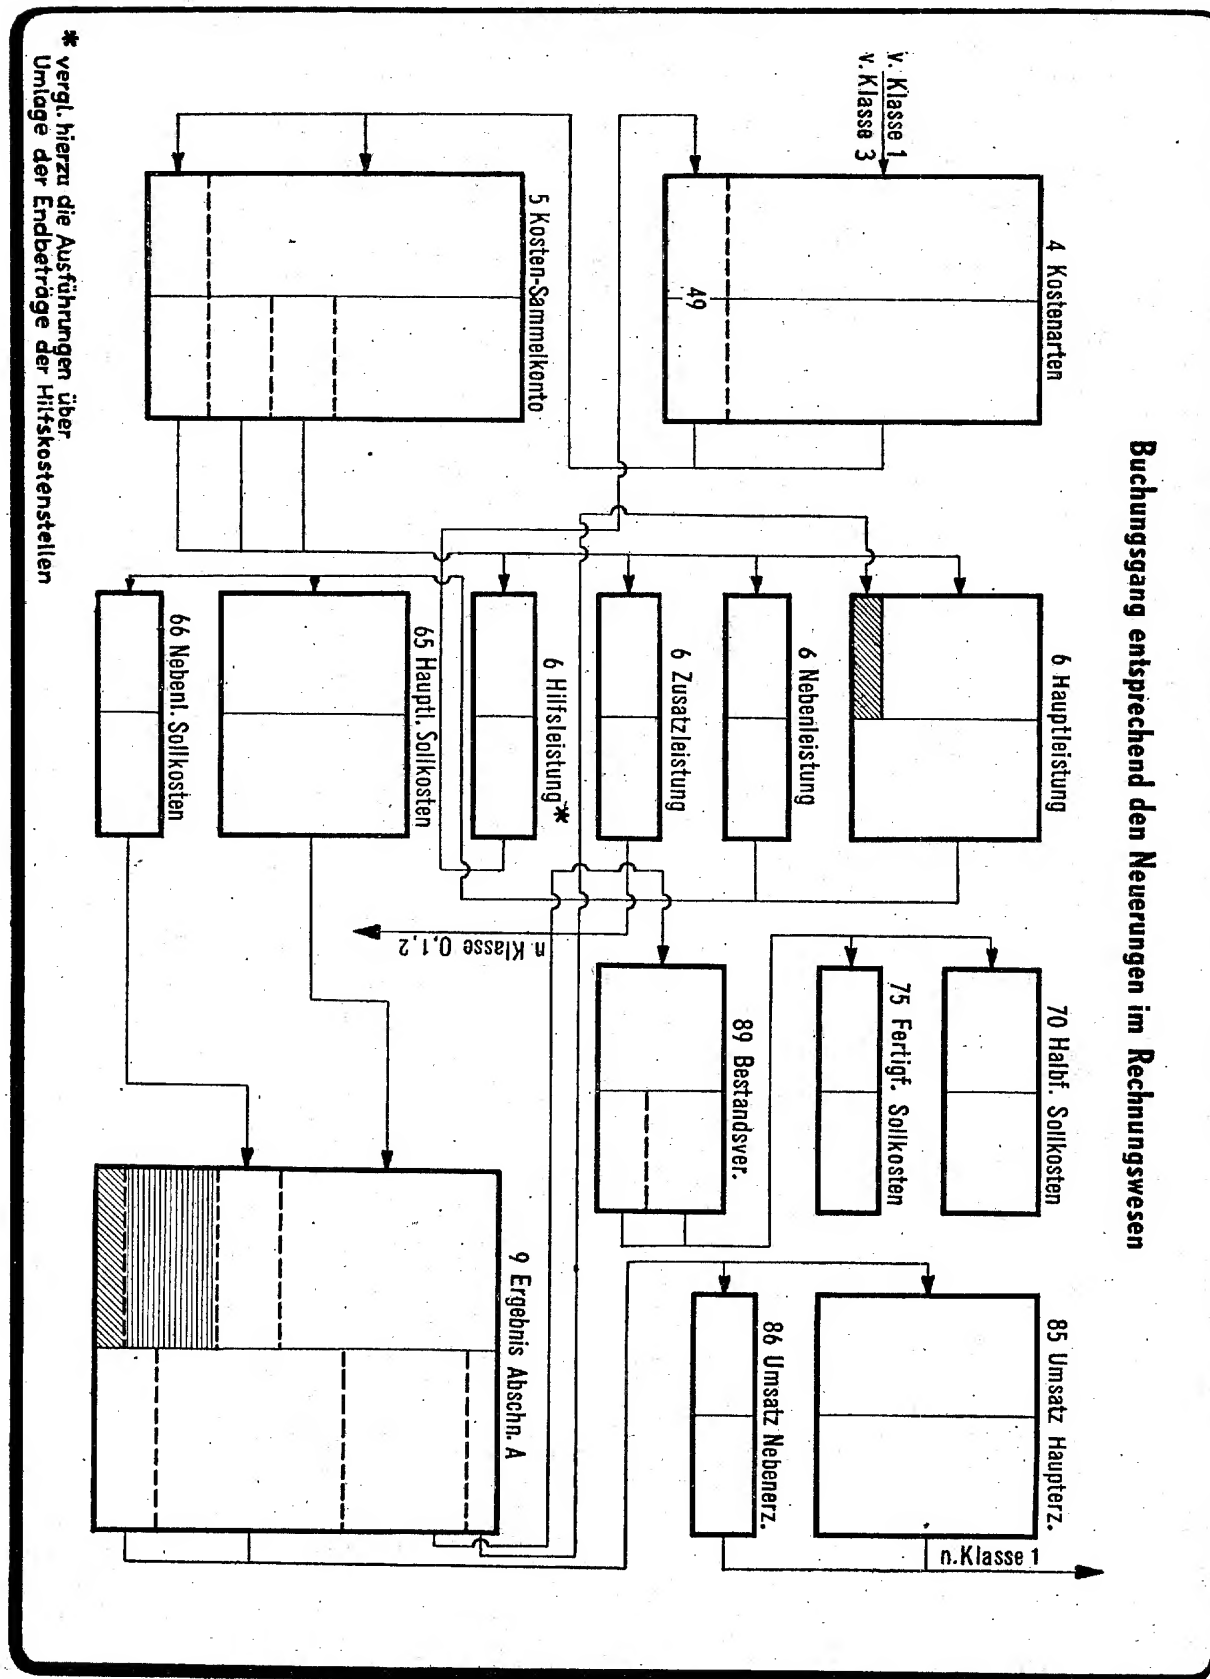 Buchungsgang entsprechend den Neuerungen im Rechnungswesen
v. Klasse 1
v. Klasse 3
4 Kostenarten
49
5 Kosten-Sammelkonto
6 Hauptleistung
6 Nebenleistung
6 Zusatzleistung
6 Hilfsleistung*
65 Hauptl. Sollkosten
66 Nebenl. Sollkosten
n. Klasse 0,1,2
70 Halbf. Sollkosten
75 Fertigf. Sollkosten
89 Bestandsver.
85 Umsatz Haupterz.
86 Umsatz Nebenerz.
n. Klasse 1
9 Ergebnis Abschn. A
* vergl. hierzu die Ausführungen über
Umlage der Endbeträge der Hilfskostenstellen